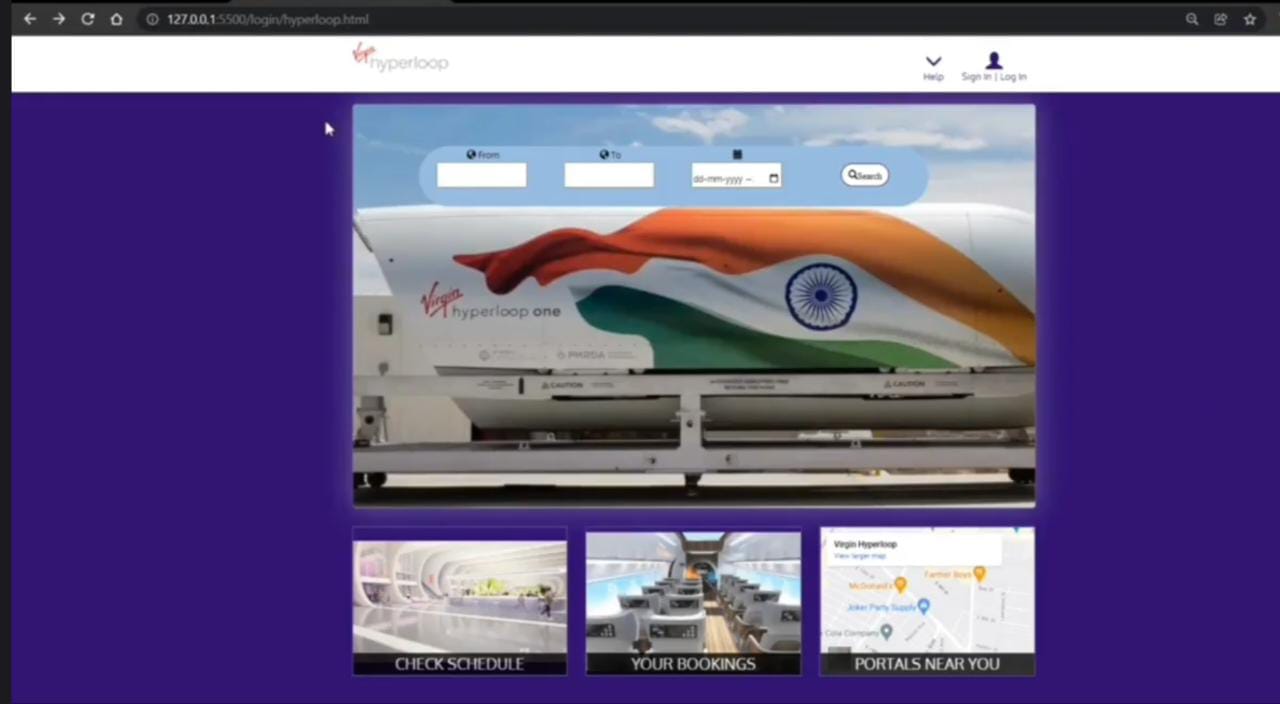 127.0.0.1:5500/login/hyperloop.html
Virgin hyperloop
Help
Sign In | Log In
From
To
dd-mm-yyyy --:
Search
Virgin
hyperloop one
PMRDA
CAUTION
CAUTION
Virgin Hyperloop
View larger map
Farmer Boys
McDonald's
Joker Party Supply
Cola Company
CHECK SCHEDULE
YOUR BOOKINGS
PORTALS NEAR YOU